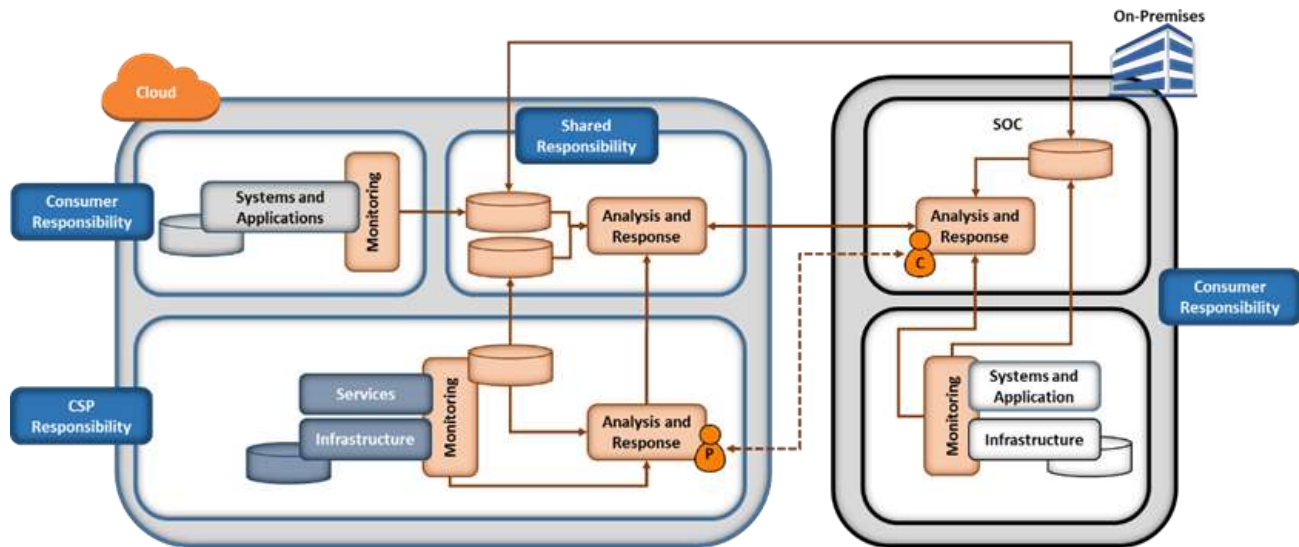 On-Premises
Cloud
Shared
Responsibility
SOC
Consumer
Responsibility
Systems and
Applications
Monitoring
Analysis and
Response
Analysis and
Response
C
Consumer
Responsibility
CSP
Responsibility
Services
Infrastructure
Monitoring
Analysis and
Response
P
Monitoring
Systems and
Application
Infrastructure